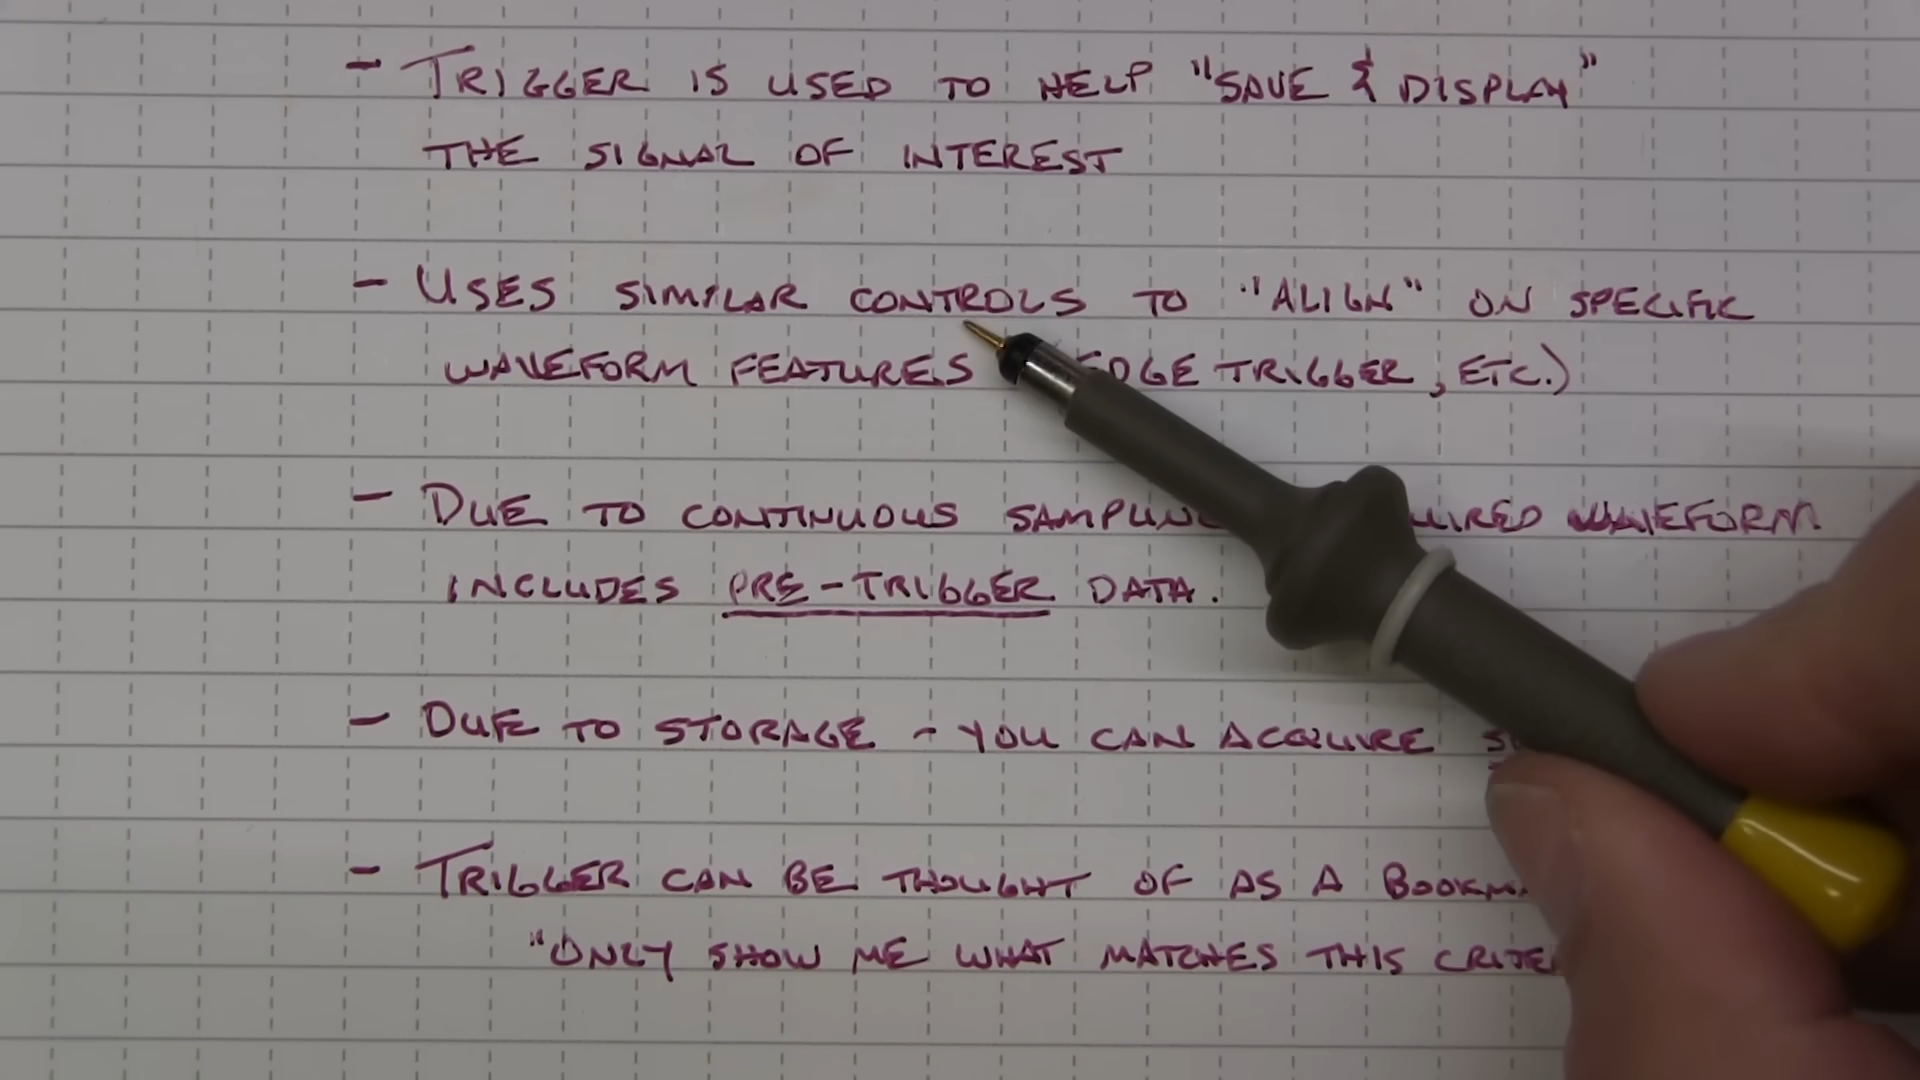 - TRIGGER IS USED TO HELP "SAVE & DISPLAY"
THE SIGNAL OF INTEREST
- USES SIMILAR CONTROLS TO "ALIGN" ON SPECIFIC
WAVEFORM FEATURES EDGE TRIGGER, ETC.)
- DUE TO CONTINUOUS WAVEFORM
INCLUDES PRE-TRIGGER DATA.
- DUE TO STORAGE - YOU CAN ACQUIRE
- TRIGGER CAN BE THOUGHT OF AS A
"ONLY SHOW ME WHAT MATCHES THIS